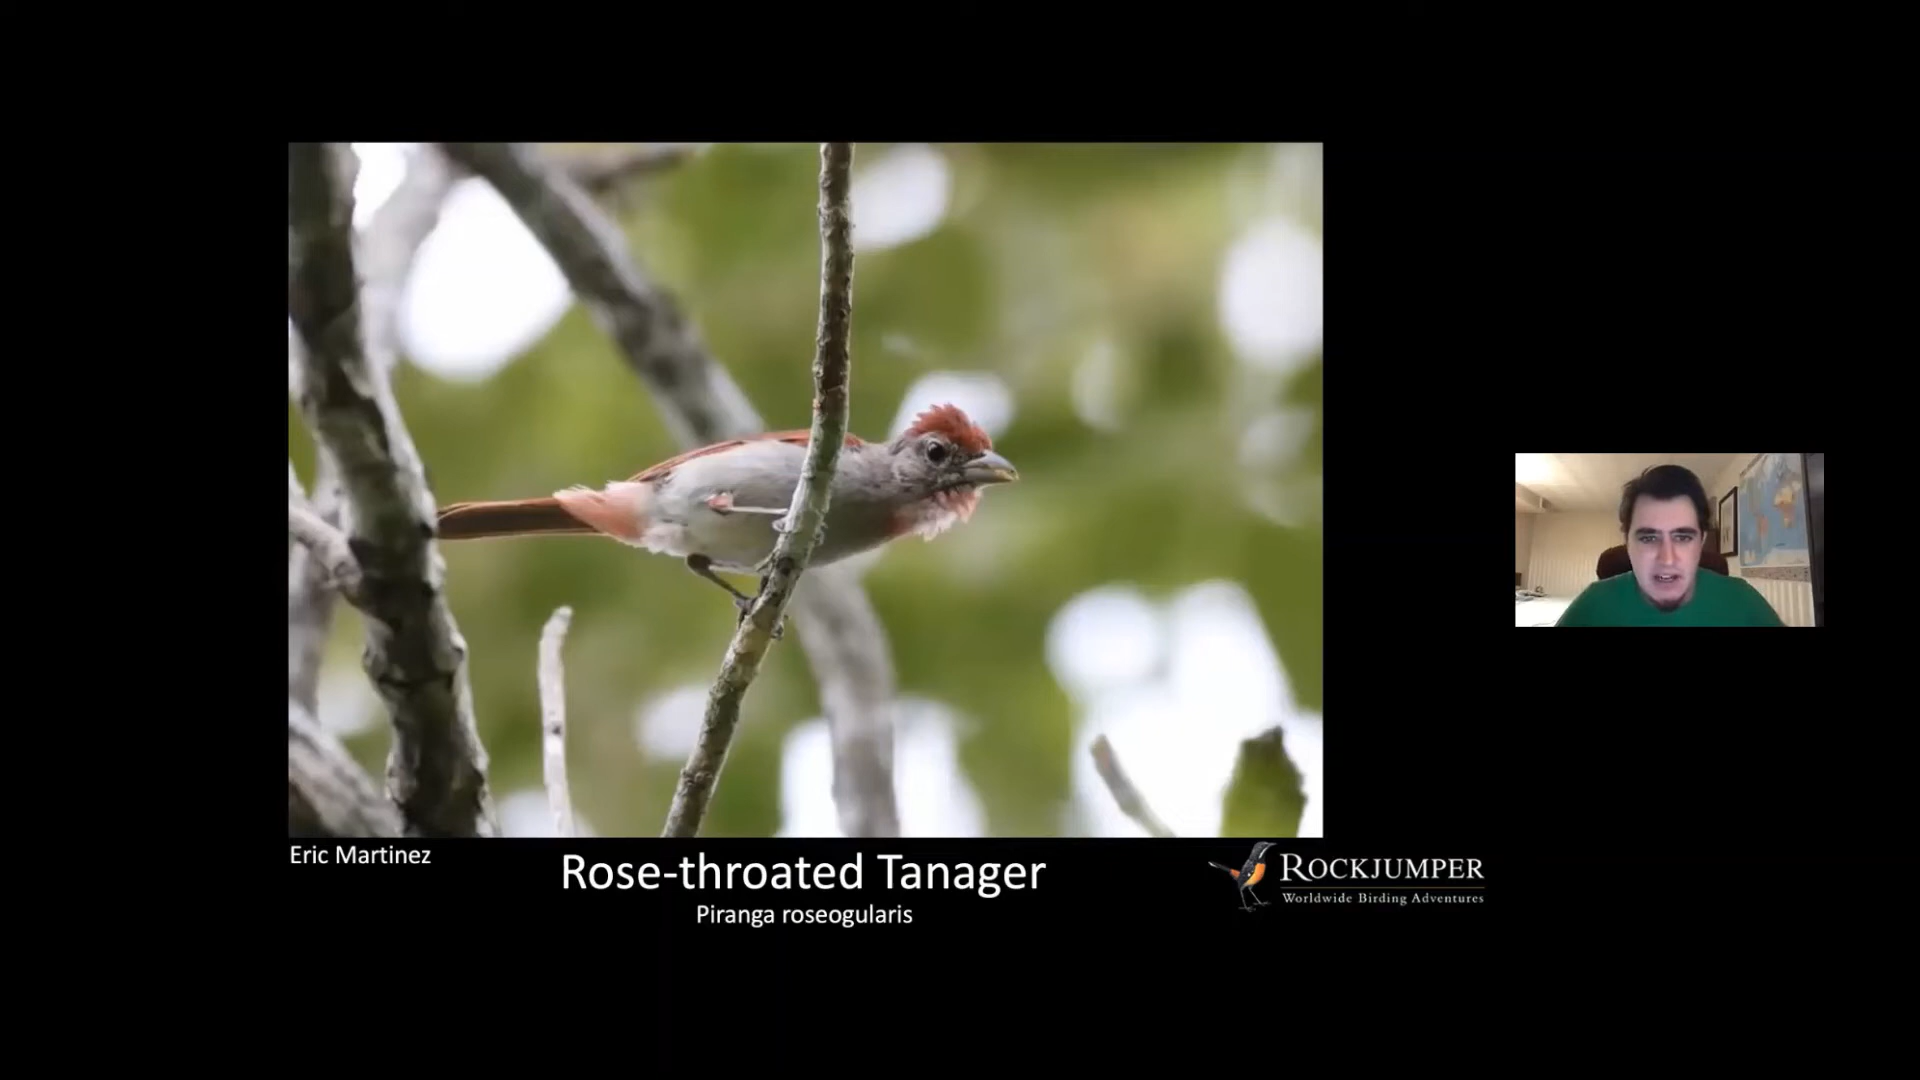 Eric Martinez
Rose-throated Tanager
Piranga roseogularis
ROCKJUMPER
Worldwide Birding Adventures